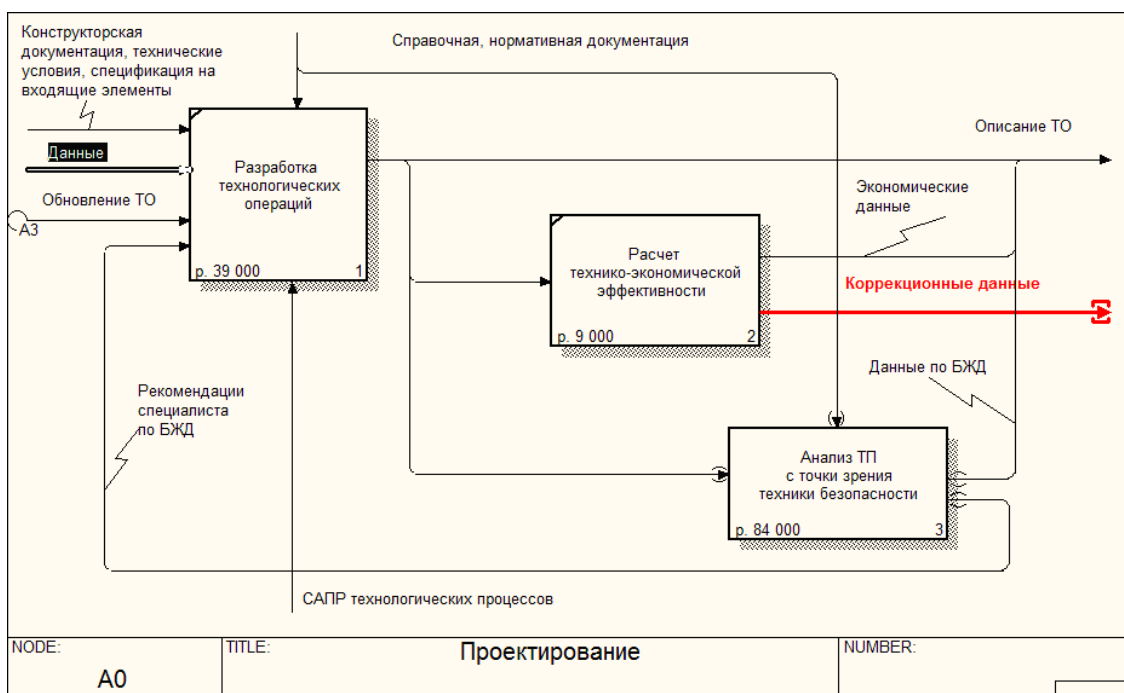 Конструкторская
документация, технические
условия, спецификация на
входящие элементы
Справочная, нормативная документация
Данные
Обновление ТО
A3
Разработка
технологических
операций
р. 39 000
1
Описание ТО
Экономические
данные
Расчет
технико-экономической
эффективности
р. 9 000
2
Коррекционные данные
Данные по БЖД
Рекомендации
специалиста
по БЖД
Анализ ТП
с точки зрения
техники безопасности
р. 84 000
3
САПР технологических процессов
NODE:
TITLE:
Проектирование
NUMBER:
A0